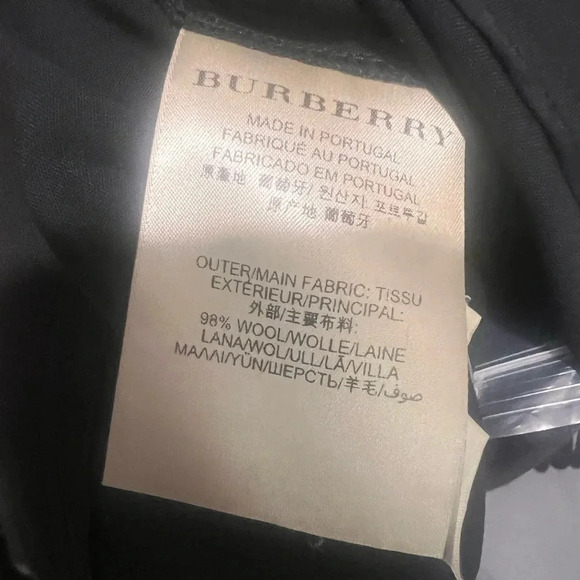 BURBERRY
MADE IN PORTUGAL
FABRIQUÉ AU PORTUGAL
FABRICADO EM PORTUGAL
原產地 葡萄牙/ 원산지: 포르투갈
原产地 葡萄牙
OUTER/MAIN FABRIC: TISSU
EXTÉRIEUR/PRINCIPAL:
外部/主要布料:
98% WOOL/WOLLE/LAINE
LANA/WOL/ULL/LÃ/VILLA
ΜΑΛΛΙ/YÜN/ШЕРСТЬ/羊毛/صوف